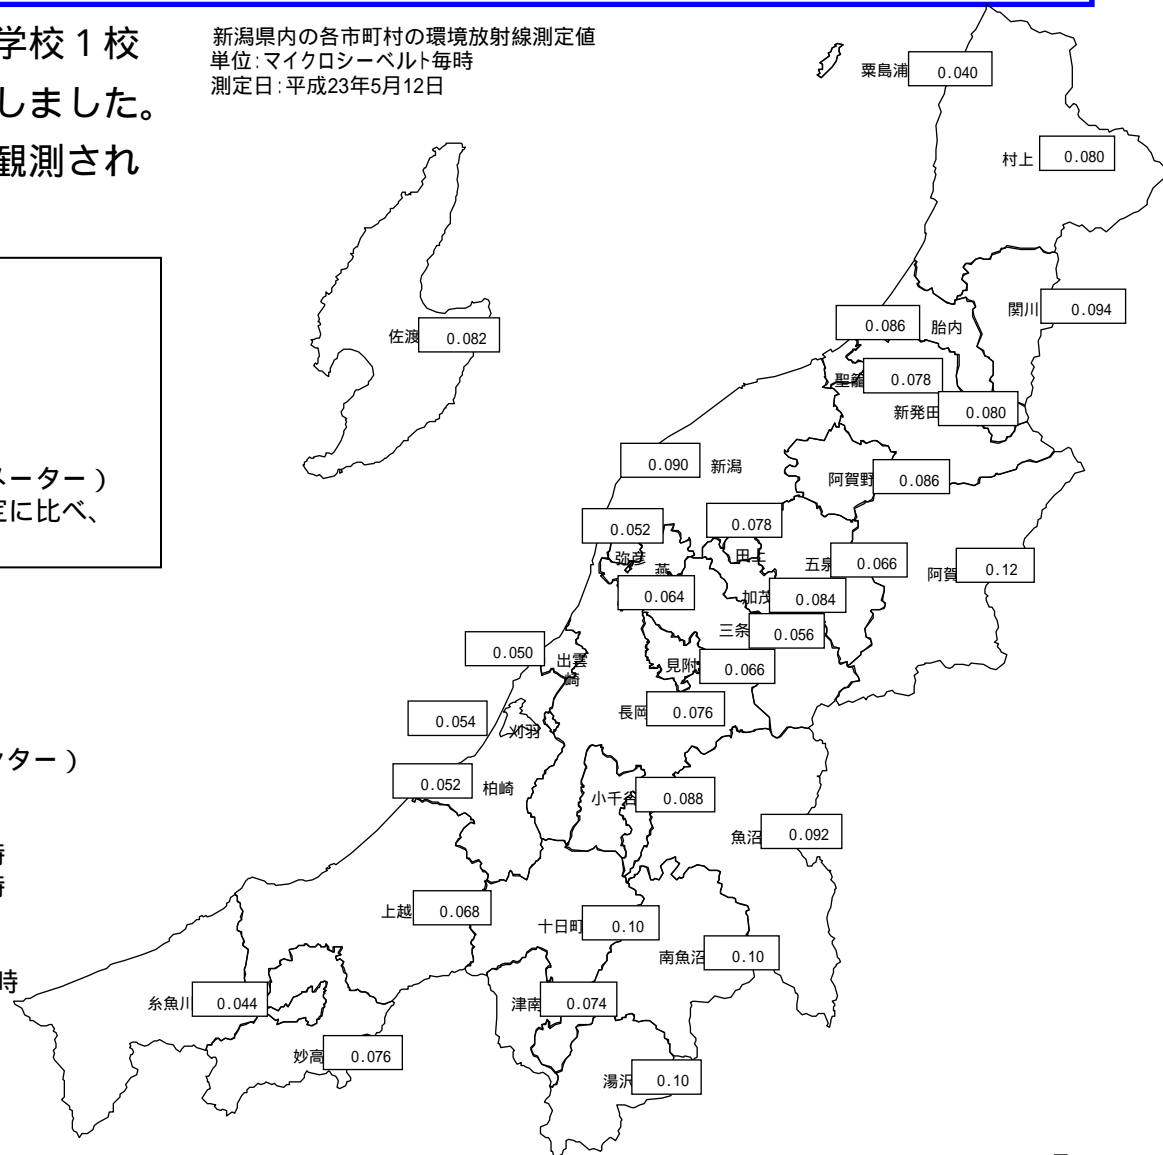 学校１校
しました。
観測され
新潟県内の各市町村の環境放射線測定値
単位:マイクロシーベルト毎時
測定日:平成23年5月12日
メーター）
定に比べ、
ンター）
時
時
時
粟島浦 0.040
村上 0.080
関川 0.094
0.086 胎内
佐渡 0.082
聖籠 0.078
新発田 0.080
0.090 新潟
阿賀野 0.086
0.052
弥彦
0.078
田上
五泉 0.066
阿賀 0.12
燕
0.064
加茂 0.084
三条 0.056
0.050
出雲
崎
見附 0.066
長岡 0.076
0.054
刈羽
0.052 柏崎
小千谷 0.088
魚沼 0.092
上越 0.068
十日町 0.10
南魚沼 0.10
糸魚川 0.044
津南 0.074
妙高 0.076
湯沢 0.10